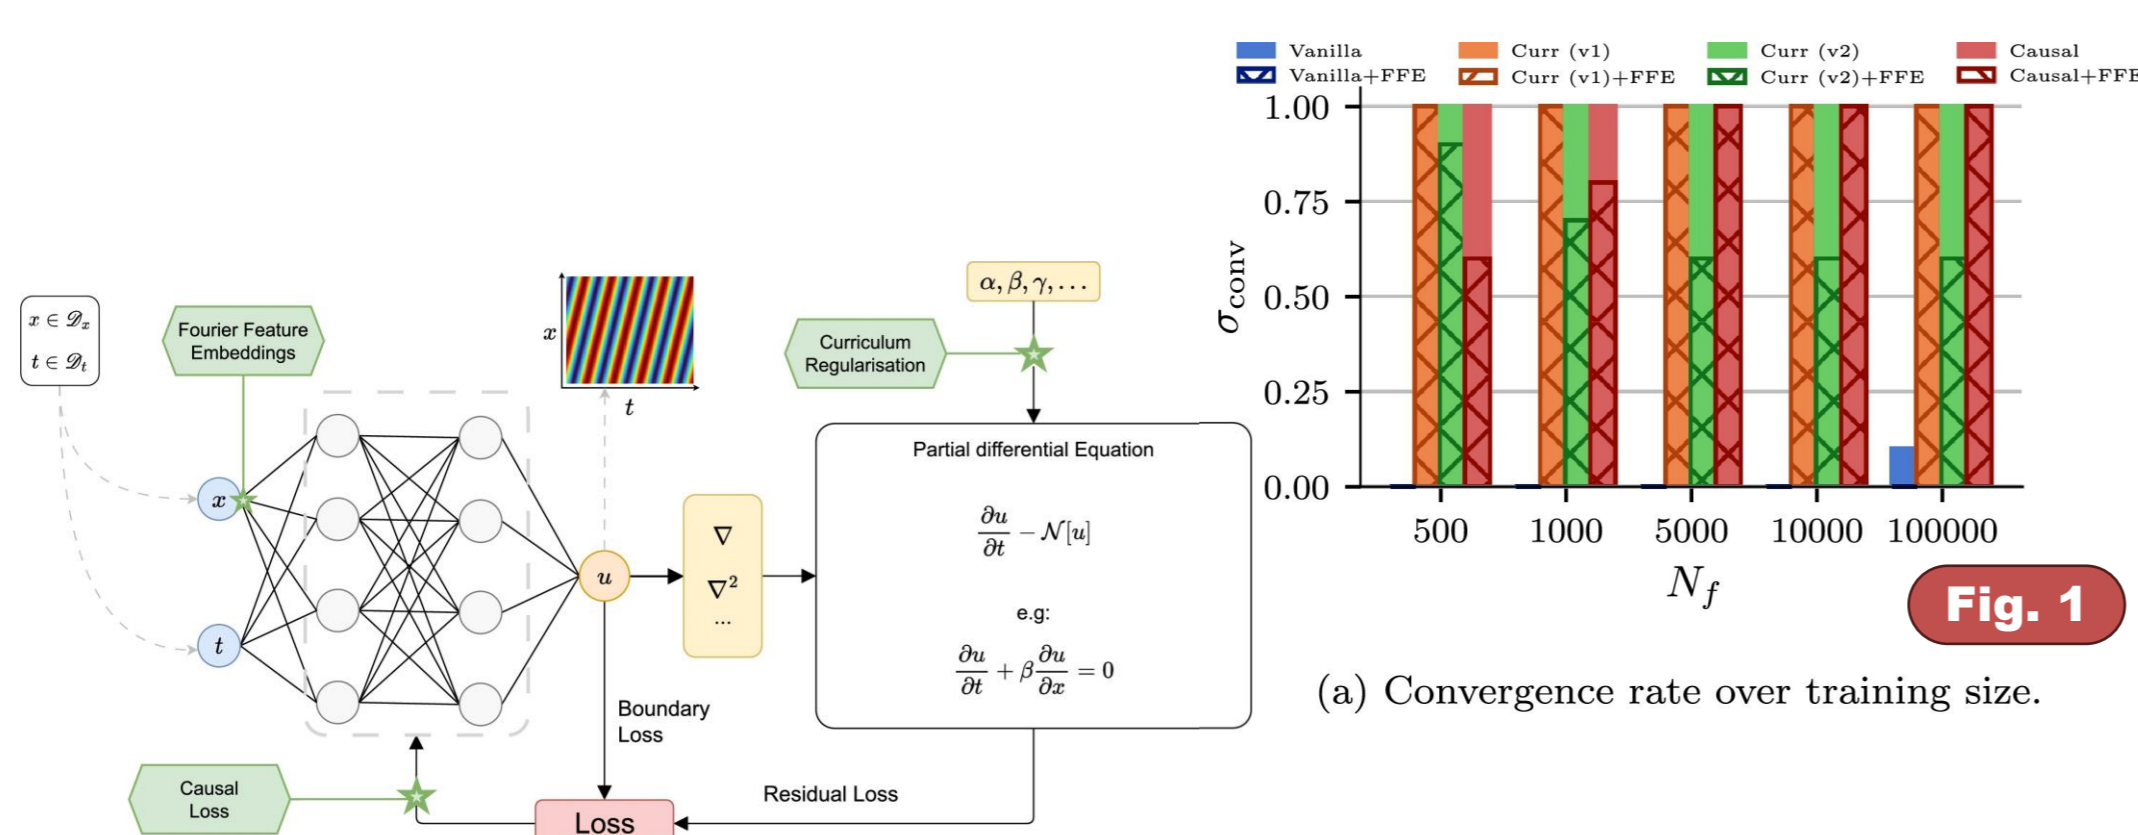 x ∈ 𝒟ₓ
t ∈ 𝒟ₜ
Fourier Feature
Embeddings
x
t
x
t
u
α, β, γ, . . .
Curriculum
Regularisation
∇
∇²
...
Partial differential Equation
∂u/∂t − 𝒩[u]
e.g:
∂u/∂t + β ∂u/∂x = 0
Boundary
Loss
Causal
Loss
Residual Loss
Loss
Vanilla
Curr (v1)
Curr (v2)
Causal
Vanilla+FFE
Curr (v1)+FFE
Curr (v2)+FFE
Causal+FFE
1.00
0.75
0.50
0.25
0.00
σconv
500 1000 5000 10000 100000
N_f
Fig. 1
(a) Convergence rate over training size.